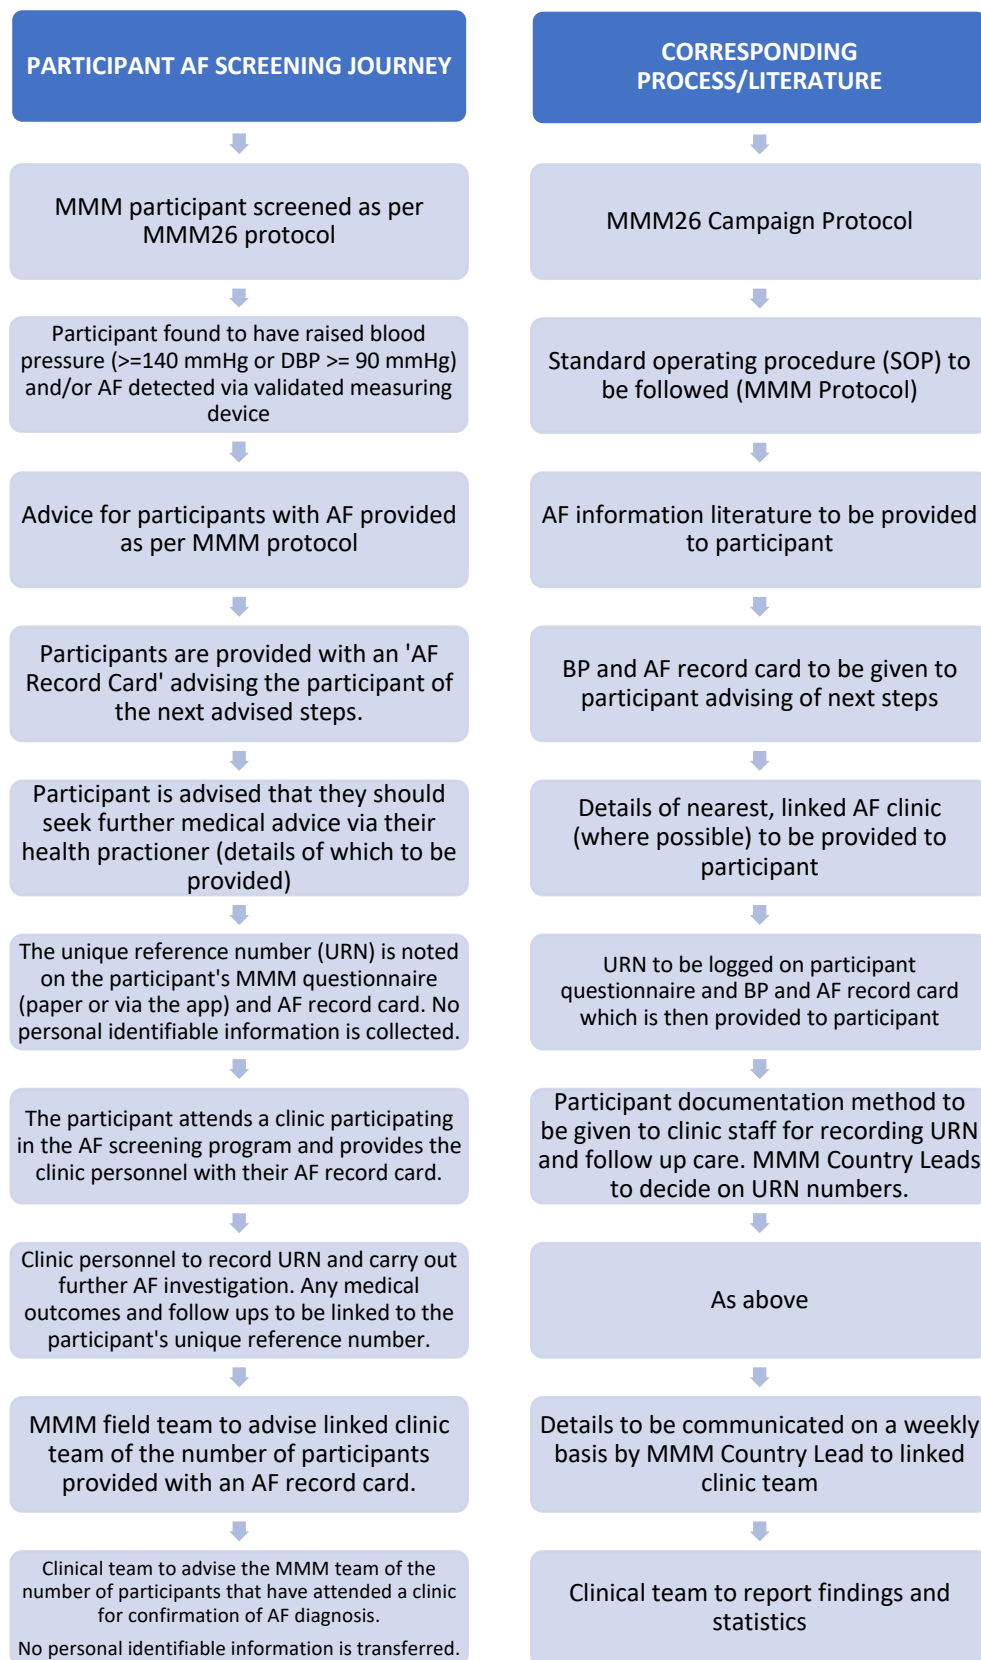 PARTICIPANT AF SCREENING JOURNEY
MMM participant screened as per
MMM26 protocol
Participant found to have raised blood
pressure (>=140 mmHg or DBP >= 90 mmHg)
and/or AF detected via validated measuring
device
Advice for participants with AF provided
as per MMM protocol
Participants are provided with an 'AF
Record Card' advising the participant of
the next advised steps.
Participant is advised that they should
seek further medical advice via their
health practioner (details of which to be
provided)
The unique reference number (URN) is noted
on the participant's MMM questionnaire
(paper or via the app) and AF record card. No
personal identifiable information is collected.
The participant attends a clinic participating
in the AF screening program and provides the
clinic personnel with their AF record card.
Clinic personnel to record URN and carry out
further AF investigation. Any medical
outcomes and follow ups to be linked to the
participant's unique reference number.
MMM field team to advise linked clinic
team of the number of participants
provided with an AF record card.
Clinical team to advise the MMM team of the
number of participants that have attended a clinic
for confirmation of AF diagnosis.
No personal identifiable information is transferred.
CORRESPONDING
PROCESS/LITERATURE
MMM26 Campaign Protocol
Standard operating procedure (SOP) to
be followed (MMM Protocol)
AF information literature to be provided
to participant
BP and AF record card to be given to
participant advising of next steps
Details of nearest, linked AF clinic
(where possible) to be provided to
participant
URN to be logged on participant
questionnaire and BP and AF record card
which is then provided to participant
Participant documentation method to
be given to clinic staff for recording URN
and follow up care. MMM Country Leads
to decide on URN numbers.
As above
Details to be communicated on a weekly
basis by MMM Country Lead to linked
clinic team
Clinical team to report findings and
statistics